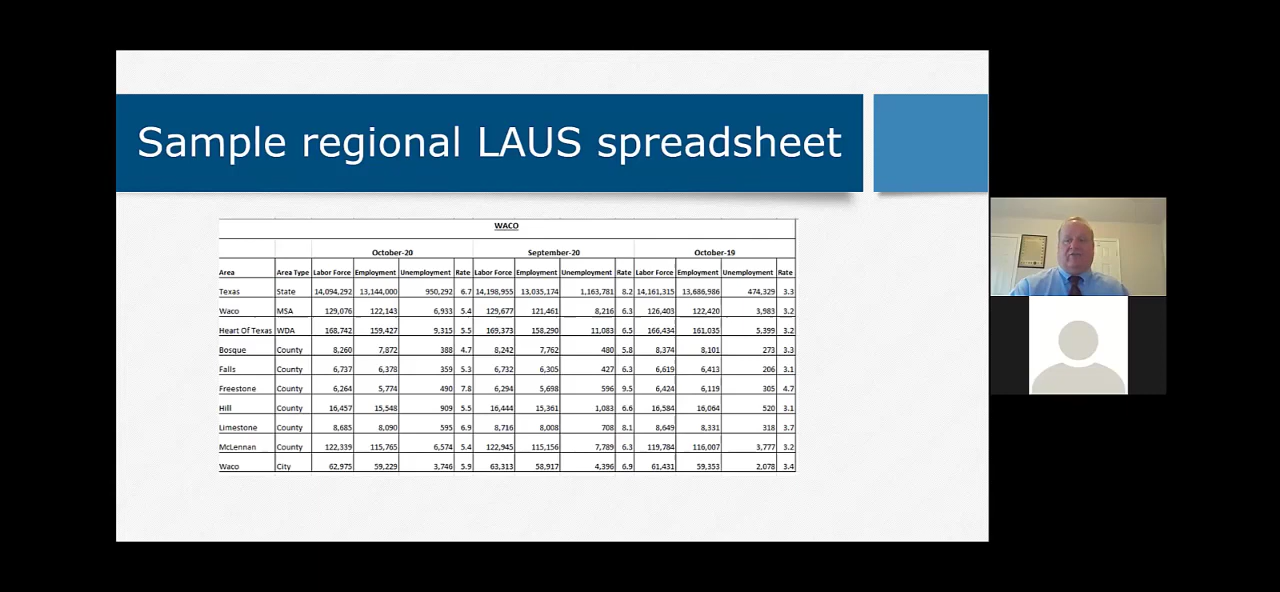 Sample regional LAUS spreadsheet
WACO
October-20 September-20 October-19
Area Area Type Labor Force Employment Unemployment Rate Labor Force Employment Unemployment Rate Labor Force Employment Unemployment Rate
Texas State 14,094,292 13,144,000 950,292 6.7 14,198,955 13,035,174 1,163,781 8.2 14,161,315 13,686,986 474,329 3.3
Waco MSA 129,076 122,143 6,933 5.4 129,677 121,461 8,216 6.3 126,403 122,420 3,983 3.2
Heart Of Texas WDA 168,742 159,427 9,315 5.5 169,373 158,290 11,083 6.5 166,434 161,035 5,399 3.2
Bosque County 8,260 7,872 388 4.7 8,242 7,762 480 5.8 8,374 8,101 273 3.3
Falls County 6,737 6,378 359 5.3 6,732 6,305 427 6.3 6,619 6,413 206 3.1
Freestone County 6,264 5,774 490 7.8 6,294 5,698 596 9.5 6,424 6,119 305 4.7
Hill County 16,457 15,548 909 5.5 16,444 15,361 1,083 6.6 16,584 16,064 520 3.1
Limestone County 8,685 8,090 595 6.9 8,716 8,008 708 8.1 8,649 8,331 318 3.7
McLennan County 122,339 115,765 6,574 5.4 122,945 115,156 7,789 6.3 119,784 116,007 3,777 3.2
Waco City 62,975 59,229 3,746 5.9 63,313 58,917 4,396 6.9 61,431 59,353 2,078 3.4